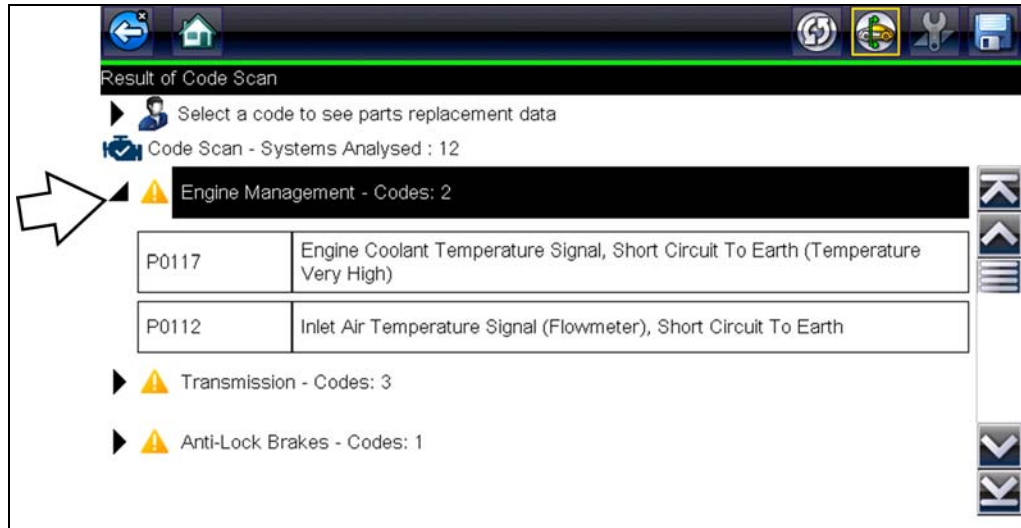 Result of Code Scan
Select a code to see parts replacement data
Code Scan - Systems Analysed : 12
Engine Management - Codes: 2
P0117
Engine Coolant Temperature Signal, Short Circuit To Earth (Temperature
Very High)
P0112
Inlet Air Temperature Signal (Flowmeter), Short Circuit To Earth
Transmission - Codes: 3
Anti-Lock Brakes - Codes: 1